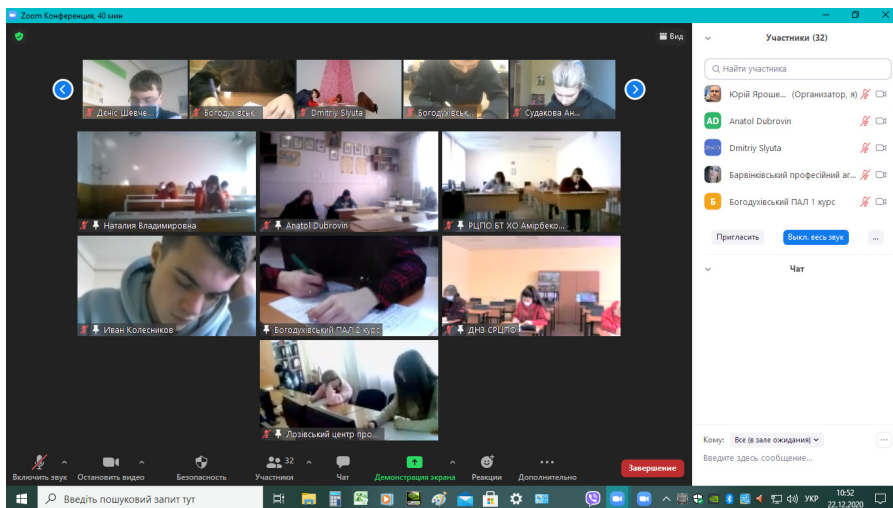 Zoom Конференция, 40 мин
Вид
Дєніс Шевче...
Богодухівськ...
Dmitriy Slyuta
Богодухівськ...
Судакова Ан...
Наталия Владимировна
Anatol Dubrovin
РЦПО БТ ХО Амірбеко...
Иван Колесников
Богодухівський ПАЛ 2 курс
ДНЗ СРЦПО
Лозівський центр про...
Участники (32)
Найти участника
Юрій Яроше... (Организатор, я)
AD Anatol Dubrovin
Dmitriy Slyuta
Барвінківський професійний аг...
Б Богодухівський ПАЛ 1 курс
Пригласить Выкл. весь звук ...
Чат
Кому: Все (в зале ожидания) ...
Введите здесь сообщение...
Включить звук Остановить видео Безопасность Участники 32 Чат Демонстрация экрана Реакции Дополнительно Завершение
Введіть пошуковий запит тут
УКР
10:52
22.12.2020